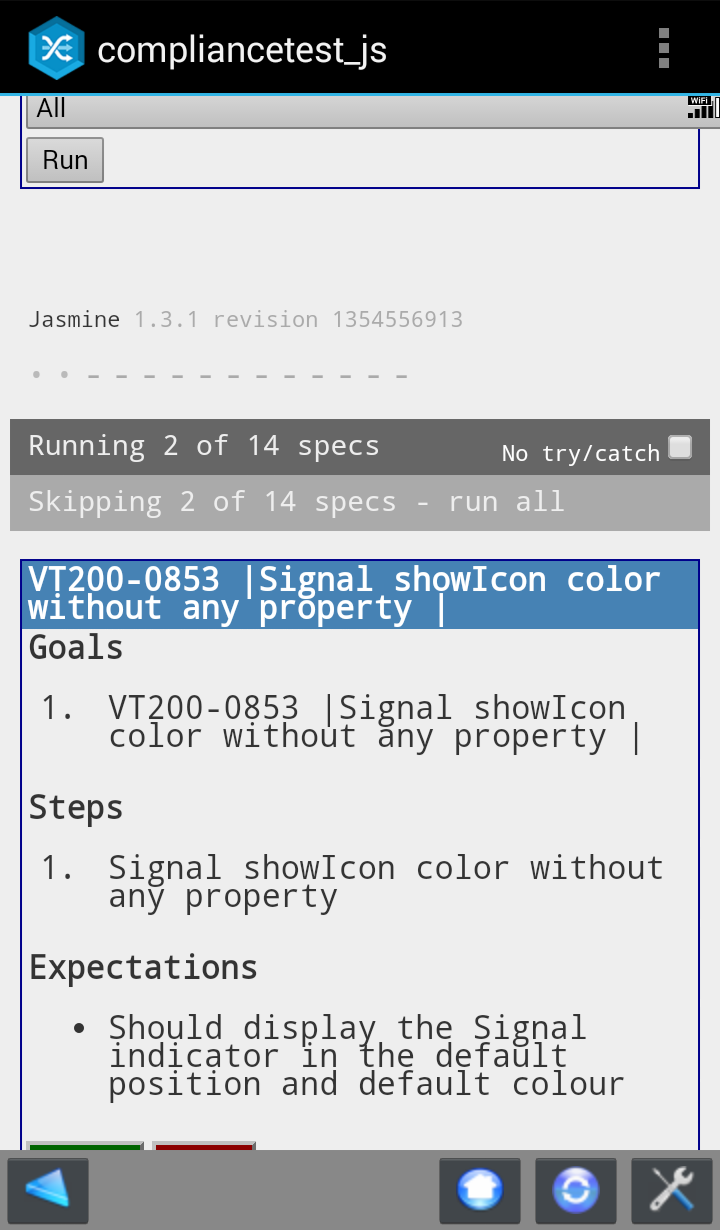 compliancetest_js
All
WiFi
Run
Jasmine 1.3.1 revision 1354556913
Running 2 of 14 specs
No try/catch
Skipping 2 of 14 specs - run all
VT200-0853 |Signal showIcon color
without any property |
Goals
1. VT200-0853 |Signal showIcon
color without any property |
Steps
1. Signal showIcon color without
any property
Expectations
• Should display the Signal
indicator in the default
position and default colour